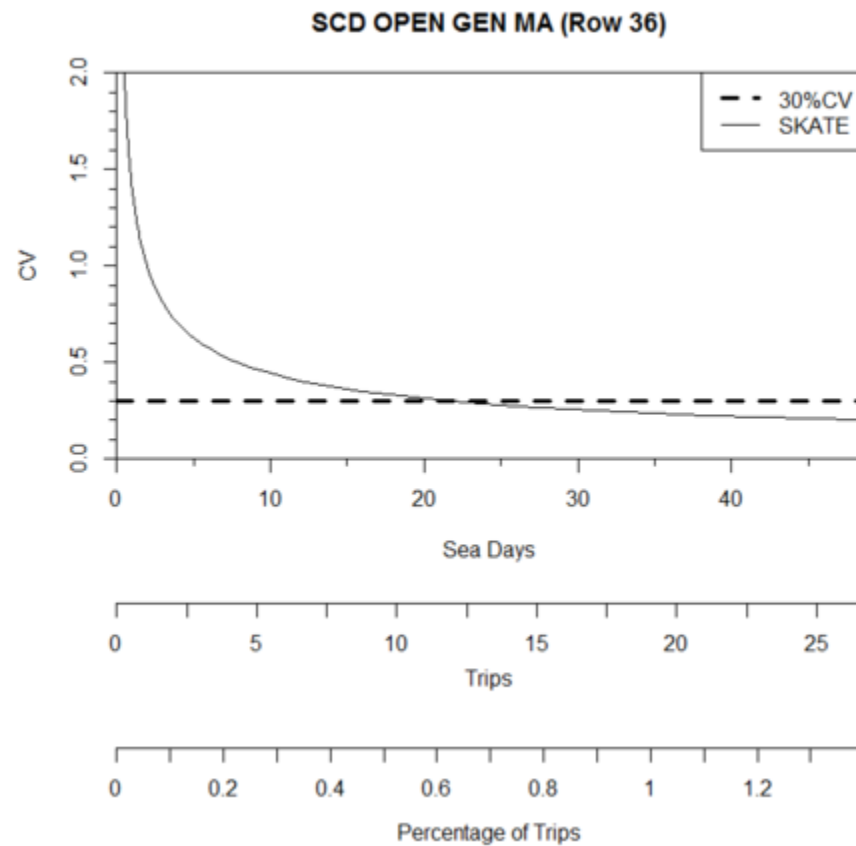 SCD OPEN GEN MA (Row 36)
30%CV
SKATE
CV
2.0
1.5
1.0
0.5
0.0
0 10 20 30 40
Sea Days
0 5 10 15 20 25
Trips
0 0.2 0.4 0.6 0.8 1 1.2
Percentage of Trips